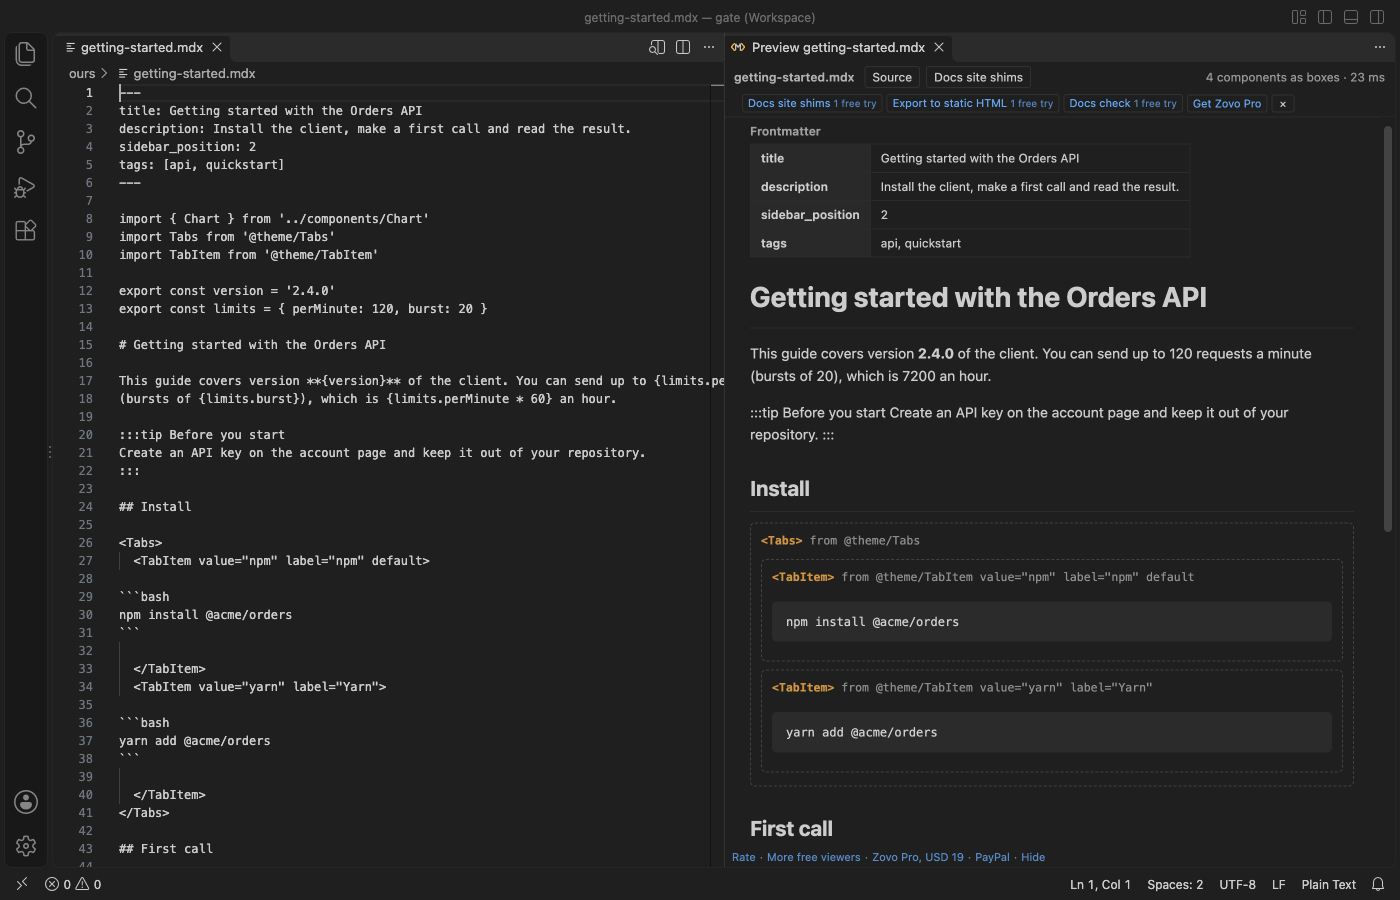 getting-started.mdx — gate (Workspace)
getting-started.mdx
ours > getting-started.mdx
1 ---
2 title: Getting started with the Orders API
3 description: Install the client, make a first call and read the result.
4 sidebar_position: 2
5 tags: [api, quickstart]
6 ---
7
8 import { Chart } from '../components/Chart'
9 import Tabs from '@theme/Tabs'
10 import TabItem from '@theme/TabItem'
11
12 export const version = '2.4.0'
13 export const limits = { perMinute: 120, burst: 20 }
14
15 # Getting started with the Orders API
16
17 This guide covers version **{version}** of the client. You can send up to {limits.pe
18 (bursts of {limits.burst}), which is {limits.perMinute * 60} an hour.
19
20 :::tip Before you start
21 Create an API key on the account page and keep it out of your repository.
22 :::
23
24 ## Install
25
26 <Tabs>
27 <TabItem value="npm" label="npm" default>
28
29 ```bash
30 npm install @acme/orders
31 ```
32
33 </TabItem>
34 <TabItem value="yarn" label="Yarn">
35
36 ```bash
37 yarn add @acme/orders
38 ```
39
40 </TabItem>
41 </Tabs>
42
43 ## First call
44
Preview getting-started.mdx
getting-started.mdx Source Docs site shims 4 components as boxes · 23 ms
Docs site shims 1 free try Export to static HTML 1 free try Docs check 1 free try Get Zovo Pro ×
Frontmatter
title Getting started with the Orders API
description Install the client, make a first call and read the result.
sidebar_position 2
tags api, quickstart
Getting started with the Orders API
This guide covers version 2.4.0 of the client. You can send up to 120 requests a minute
(bursts of 20), which is 7200 an hour.
:::tip Before you start Create an API key on the account page and keep it out of your
repository. :::
Install
<Tabs> from @theme/Tabs
<TabItem> from @theme/TabItem value="npm" label="npm" default
npm install @acme/orders
<TabItem> from @theme/TabItem value="yarn" label="Yarn"
yarn add @acme/orders
First call
Rate · More free viewers · Zovo Pro, USD 19 · PayPal · Hide
0 0 Ln 1, Col 1 Spaces: 2 UTF-8 LF Plain Text